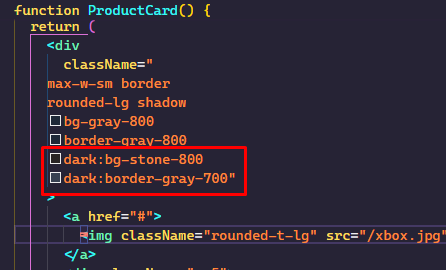 function ProductCard() {
return (
<div
className="
max-w-sm border
rounded-lg shadow
bg-gray-800
border-gray-800
dark:bg-stone-800
dark:border-gray-700"
>
<a href="#">
<img className="rounded-t-lg" src="/xbox.jpg"
</a>